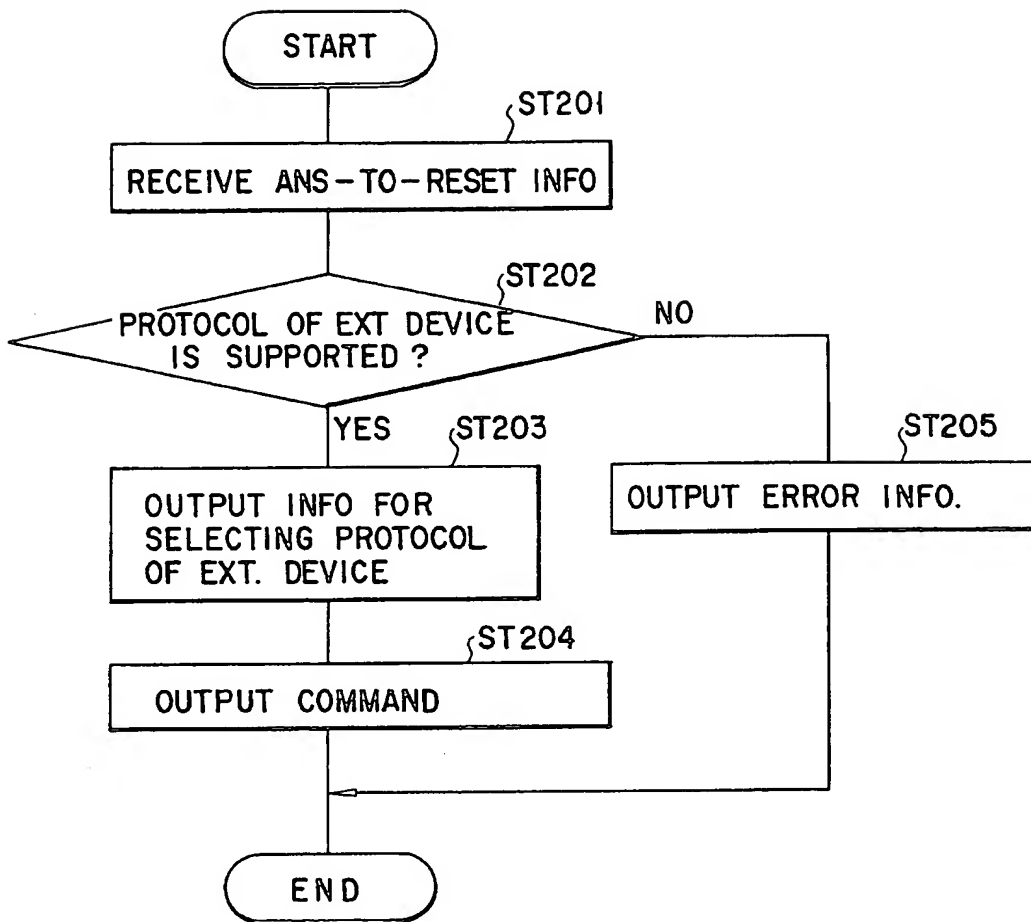 START
ST201
RECEIVE ANS-TO-RESET INFO
ST202
PROTOCOL OF EXT DEVICE
IS SUPPORTED?
NO
YES
ST203
OUTPUT INFO FOR
SELECTING PROTOCOL
OF EXT. DEVICE
ST205
OUTPUT ERROR INFO.
ST204
OUTPUT COMMAND
END